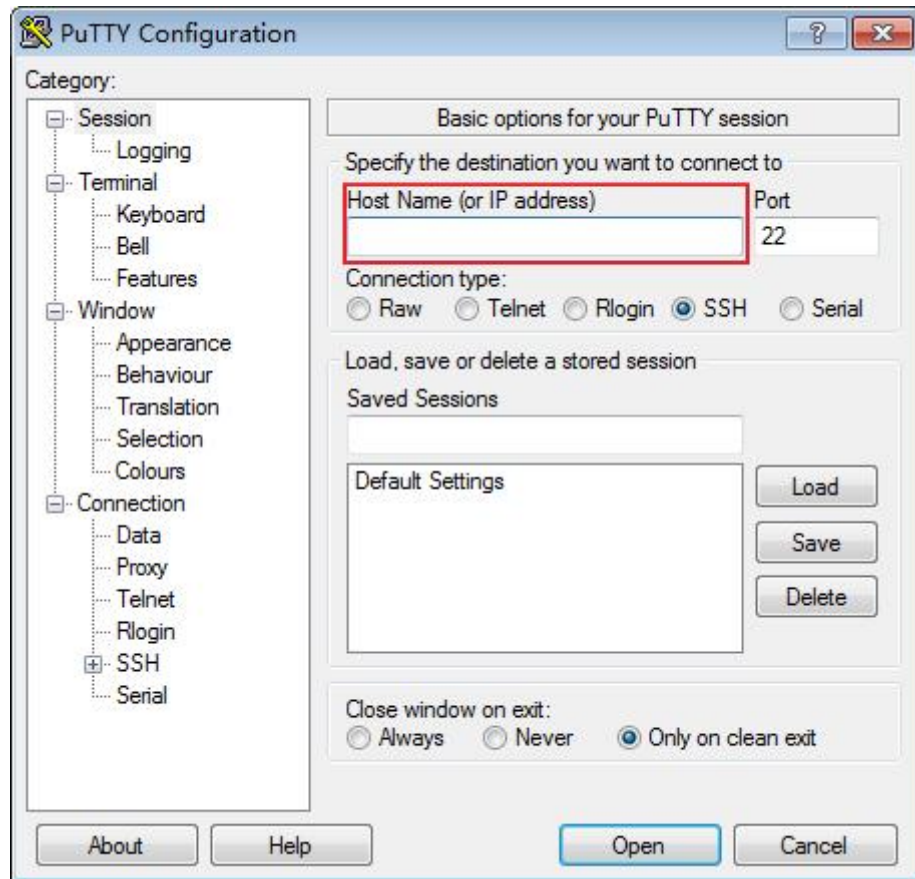 PuTTY Configuration
Category:
Session
Logging
Terminal
Keyboard
Bell
Features
Window
Appearance
Behaviour
Translation
Selection
Colours
Connection
Data
Proxy
Telnet
Rlogin
SSH
Serial
Basic options for your PuTTY session
Specify the destination you want to connect to
Host Name (or IP address) Port
22
Connection type:
Raw Telnet Rlogin SSH Serial
Load, save or delete a stored session
Saved Sessions
Default Settings
Load
Save
Delete
Close window on exit:
Always Never Only on clean exit
About Help Open Cancel